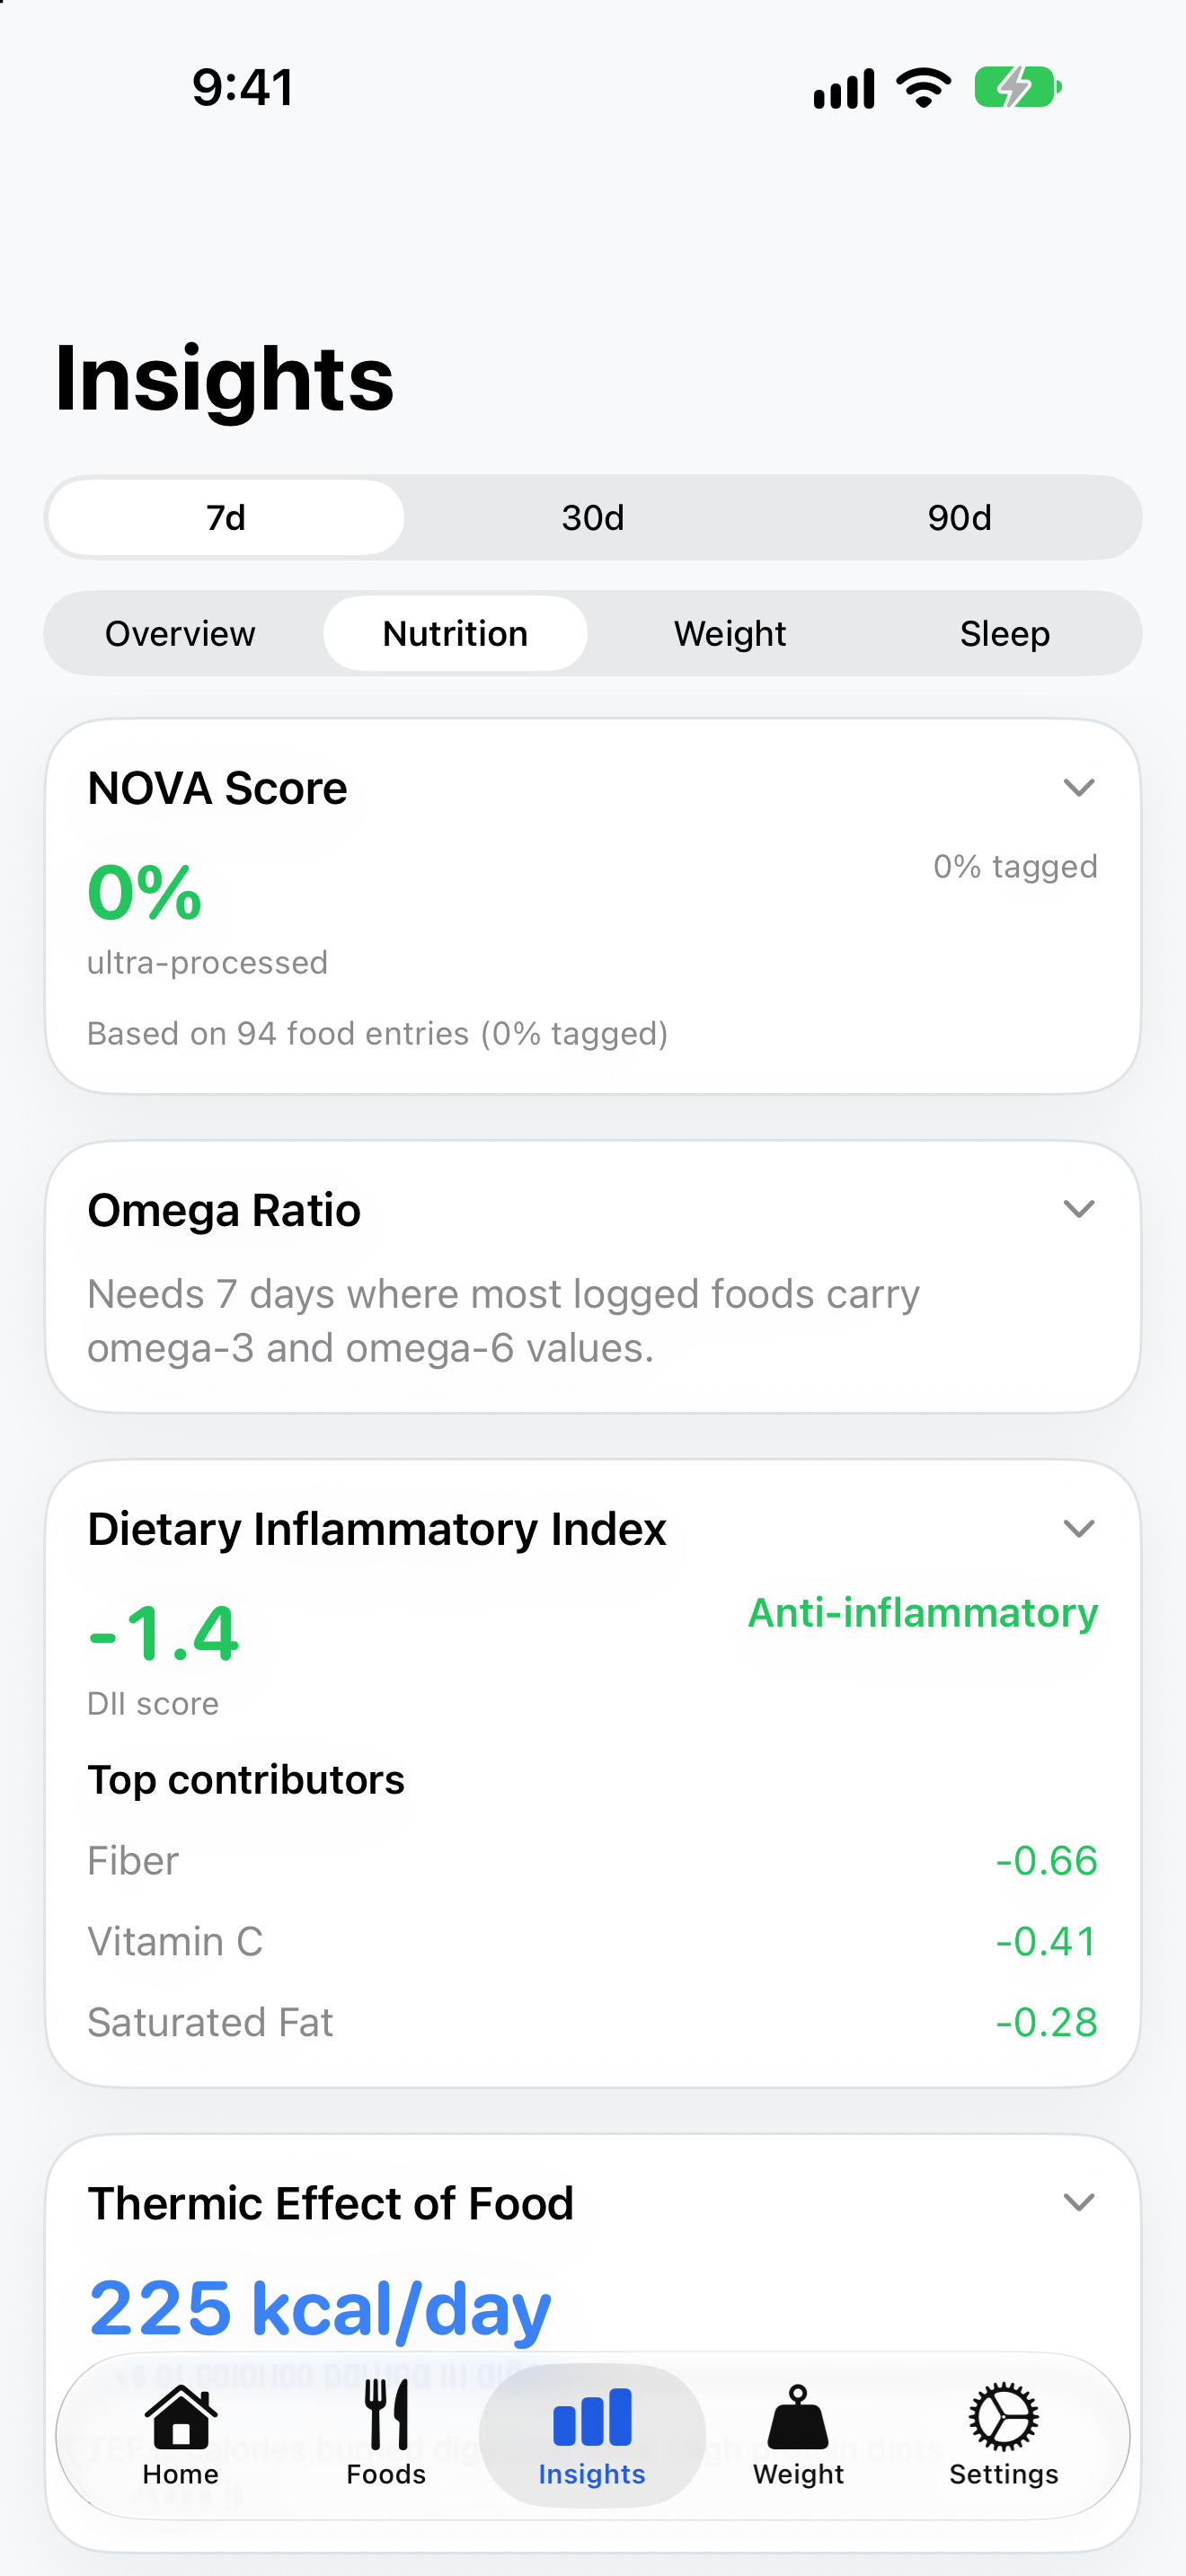 9:41
Insights
7d
30d
90d
Overview
Nutrition
Weight
Sleep
NOVA Score
0%
0% tagged
ultra-processed
Based on 94 food entries (0% tagged)
Omega Ratio
Needs 7 days where most logged foods carry
omega-3 and omega-6 values.
Dietary Inflammatory Index
-1.4
Anti-inflammatory
DII score
Top contributors
Fiber
-0.66
Vitamin C
-0.41
Saturated Fat
-0.28
Thermic Effect of Food
225 kcal/day
Home
Foods
Insights
Weight
Settings